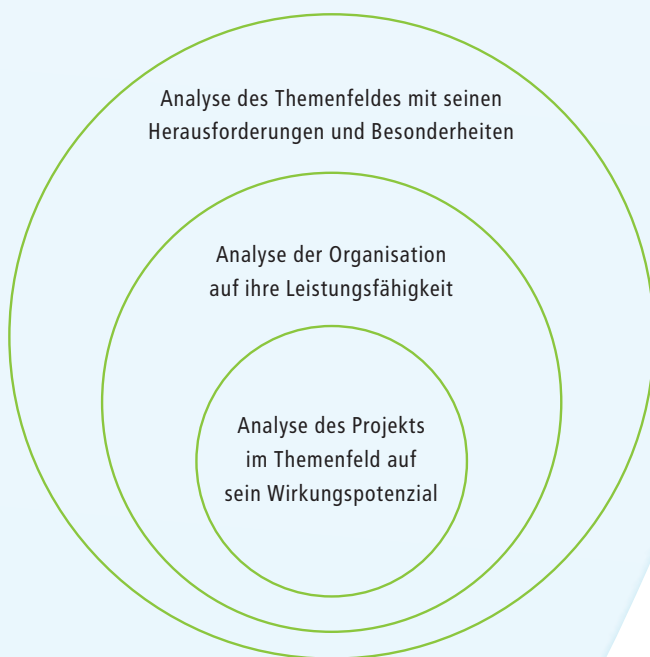 Analyse des Themenfeldes mit seinen
Herausforderungen und Besonderheiten
Analyse der Organisation
auf ihre Leistungsfähigkeit
Analyse des Projekts
im Themenfeld auf
sein Wirkungspotenzial